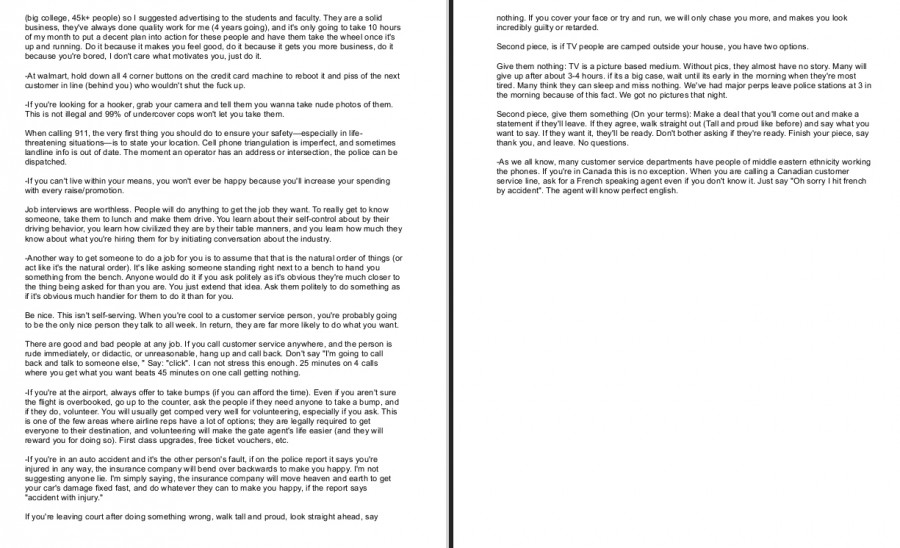 (big college, 45k+ people) so I suggested advertising to the students and faculty. They are a solid
business, they've always done quality work for me (4 years going), and it's only going to take 10 hours
of my month to put a decent plan into action for these people and have them take the wheel once it's
up and running. Do it because it makes you feel good, do it because it gets you more business, do it
because you're bored, I don't care what motivates you, just do it.
-At walmart, hold down all 4 corner buttons on the credit card machine to reboot it and piss of the next
customer in line (behind you) who wouldn't shut the fuck up.
-If you're looking for a hooker, grab your camera and tell them you wanna take nude photos of them.
This is not illegal and 99% of undercover cops won't let you take them.
When calling 911, the very first thing you should do to ensure your safety—especially in life-
threatening situations—is to state your location. Cell phone triangulation is imperfect, and sometimes
landline info is out of date. The moment an operator has an address or intersection, the police can be
dispatched.
-If you can't live within your means, you won't ever be happy because you'll increase your spending
with every raise/promotion.
Job interviews are worthless. People will do anything to get the job they want. To really get to know
someone, take them to lunch and make them drive. You learn about their self-control about by their
driving behavior, you learn how civilized they are by their table manners, and you learn how much they
know about what you're hiring them for by initiating conversation about the industry.
-Another way to get someone to do a job for you is to assume that that is the natural order of things (or
act like it's the natural order). It's like asking someone standing right next to a bench to hand you
something from the bench. Anyone would do it if you ask politely as it's obvious they're much closer to
the thing being asked for than you are. You just extend that idea. Ask them politely to do something as
if it's obvious much handier for them to do it than for you.
Be nice. This isn't self-serving. When you're cool to a customer service person, you're probably going
to be the only nice person they talk to all week. In return, they are far more likely to do what you want.
There are good and bad people at any job. If you call customer service anywhere, and the person is
rude immediately, or didactic, or unreasonable, hang up and call back. Don't say "I'm going to call
back and talk to someone else, " Say: "click". I can not stress this enough. 25 minutes on 4 calls
where you get what you want beats 45 minutes on one call getting nothing.
-If you're at the airport, always offer to take bumps (if you can afford the time). Even if you aren't sure
the flight is overbooked, go up to the counter, ask the people if they need anyone to take a bump, and
if they do, volunteer. You will usually get comped very well for volunteering, especially if you ask. This
is one of the few areas where airline reps have a lot of options; they are legally required to get
everyone to their destination, and volunteering will make the gate agent's life easier (and they will
reward you for doing so). First class upgrades, free ticket vouchers, etc.
-If you're in an auto accident and it's the other person's fault, if on the police report it says you're
injured in any way, the insurance company will bend over backwards to make you happy. I'm not
suggesting anyone lie. I'm simply saying, the insurance company will move heaven and earth to get
your car's damage fixed fast, and do whatever they can to make you happy, if the report says
"accident with injury."
If you're leaving court after doing something wrong, walk tall and proud, look straight ahead, say
nothing. If you cover your face or try and run, we will only chase you more, and makes you look
incredibly guilty or retarded.
Second piece, is if TV people are camped outside your house, you have two options.
Give them nothing: TV is a picture based medium. Without pics, they almost have no story. Many will
give up after about 3-4 hours. if its a big case, wait until its early in the morning when they're most
tired. Many think they can sleep and miss nothing. We've had major perps leave police stations at 3 in
the morning because of this fact. We got no pictures that night.
Second piece, give them something (On your terms): Make a deal that you'll come out and make a
statement if they'll leave. If they agree, walk straight out (Tall and proud like before) and say what you
want to say. If they want it, they'll be ready. Don't bother asking if they're ready. Finish your piece, say
thank you, and leave. No questions.
-As we all know, many customer service departments have people of middle eastern ethnicity working
the phones. If you're in Canada this is no exception. When you are calling a Canadian customer
service line, ask for a French speaking agent even if you don't know it. Just say "Oh sorry I hit french
by accident". The agent will know perfect english.